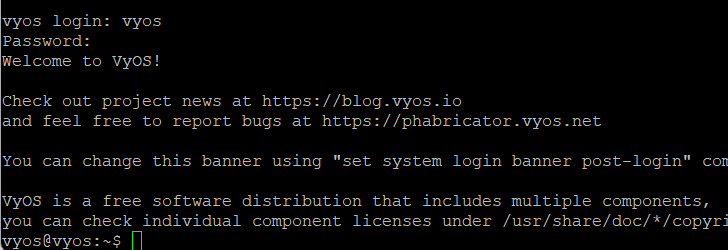 vyos login: vyos
Password:
Welcome to VyOS!
Check out project news at https://blog.vyos.io
and feel free to report bugs at https://phabricator.vyos.net
You can change this banner using "set system login banner post-login" com
VyOS is a free software distribution that includes multiple components,
you can check individual component licenses under /usr/share/doc/*/copyri
vyos@vyos:~$